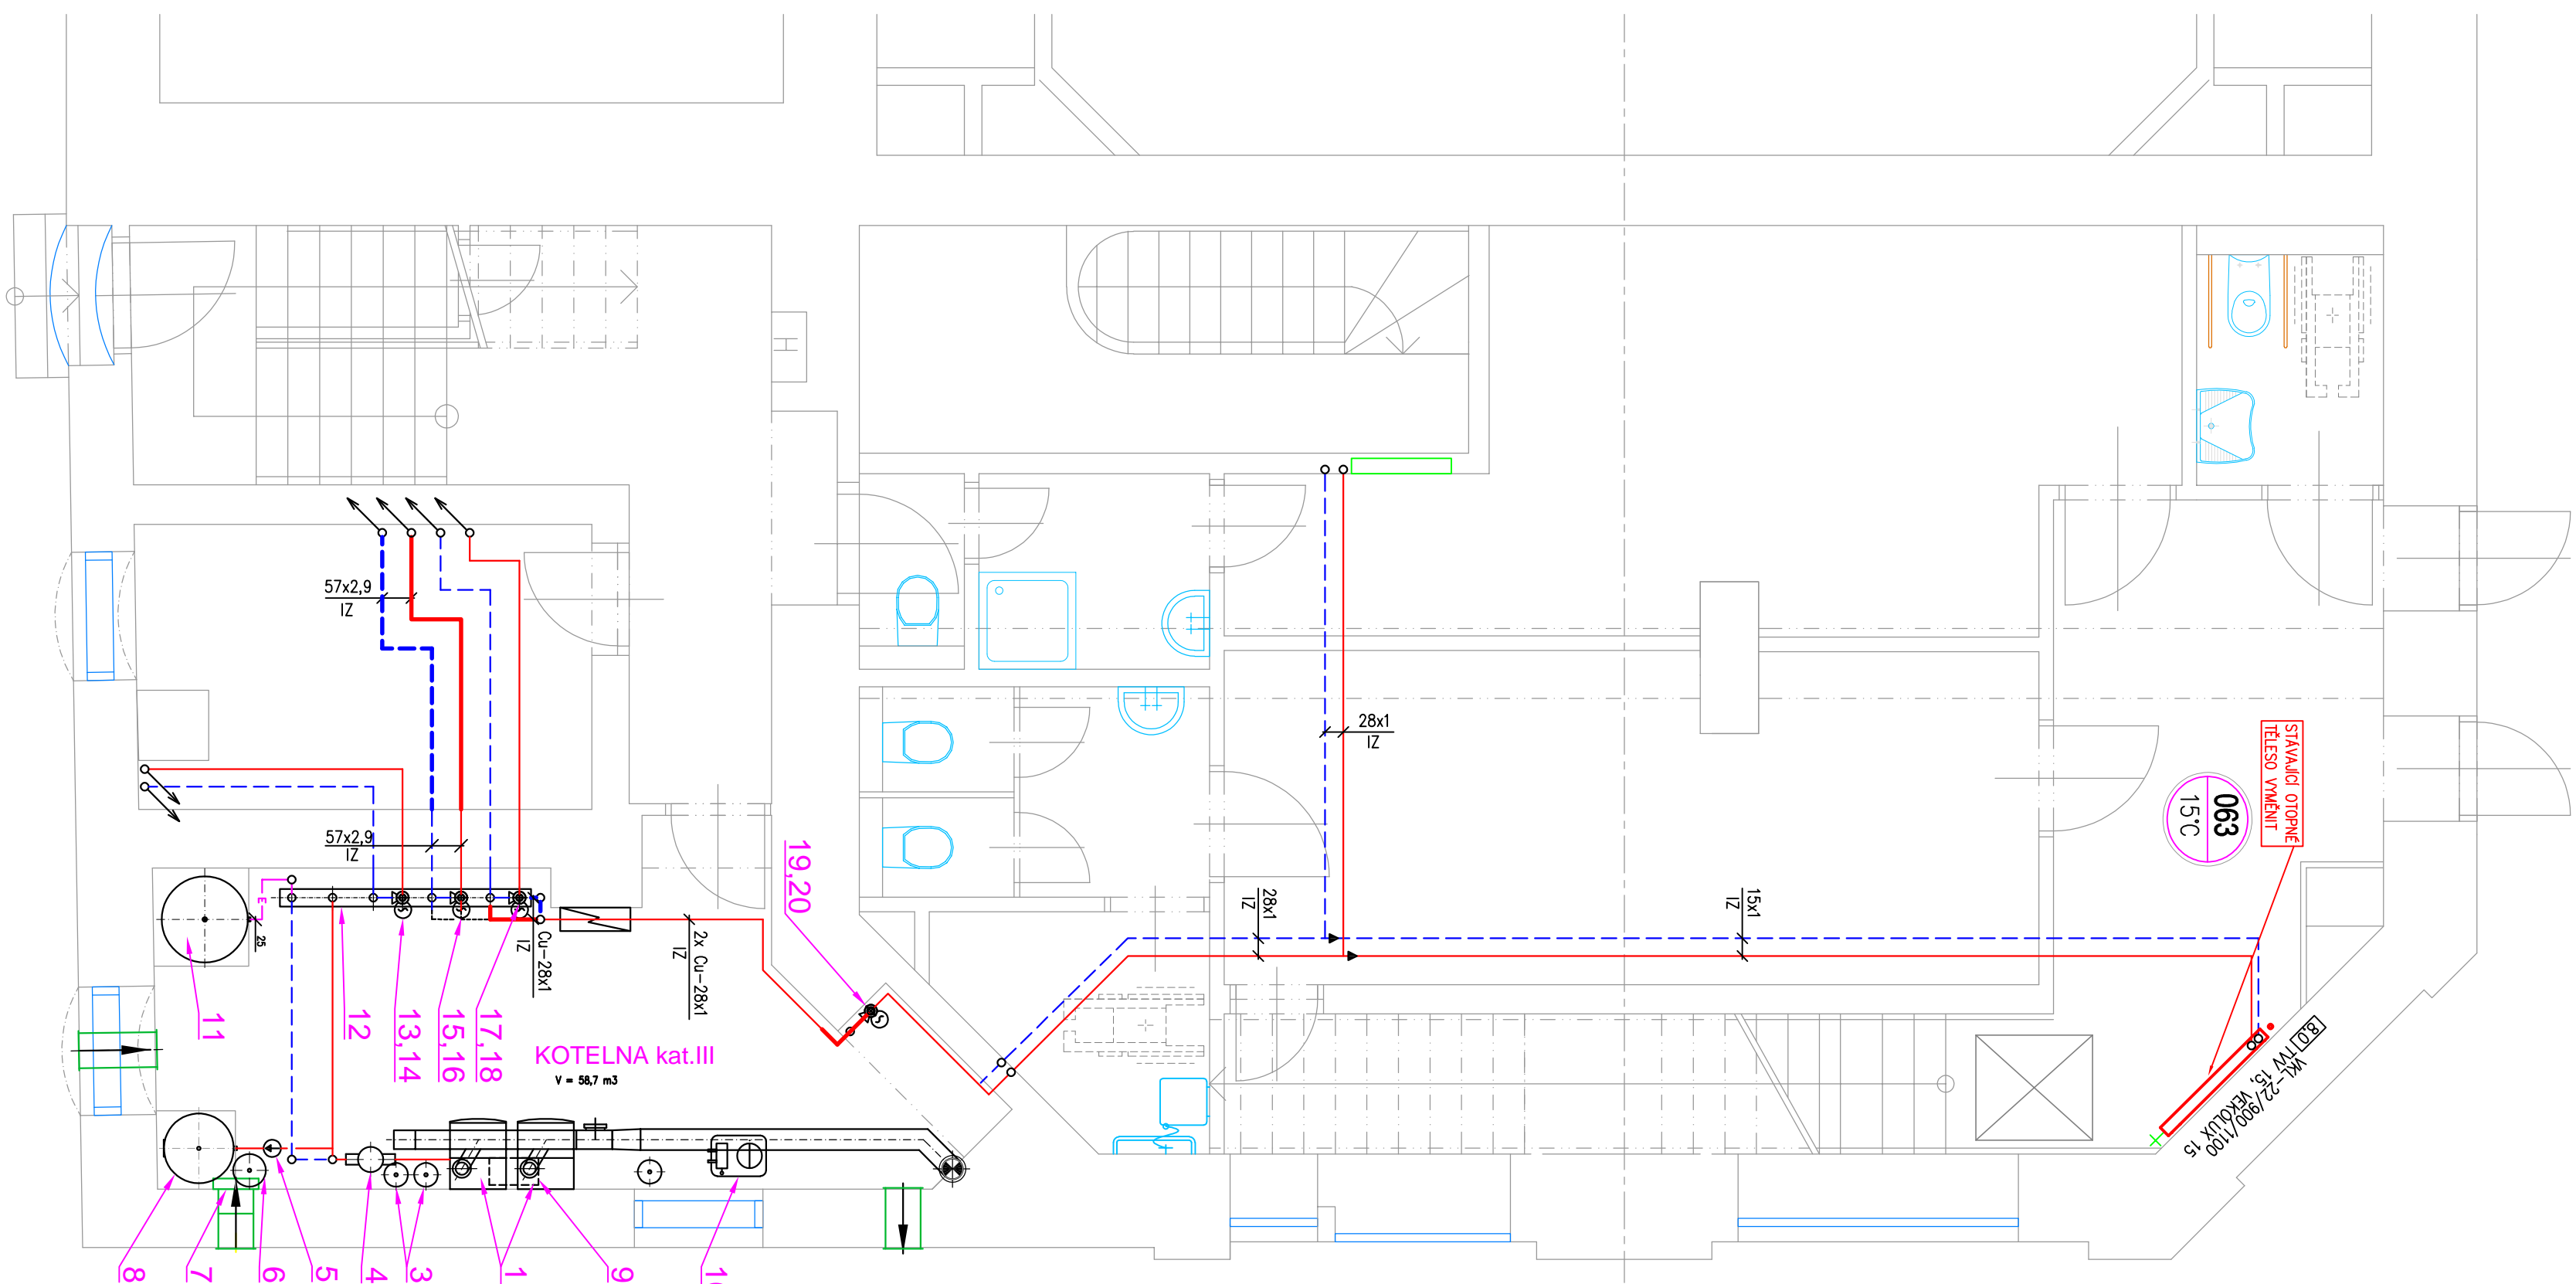 57x2,9
IZ
57x2,9
IZ
28x1
IZ
28x1
IZ
15x1
IZ
STÁVAJÍCÍ OTOPNÉ
TĚLESO VYMĚNIT
063
15°C
19,20
Cu-28x1
IZ
2x Cu-28x1
IZ
E
25
11
12
13,14
15,16
17,18
KOTELNA kat.III
V = 58,7 m3
8,0 TVV 15, VEKOLUX 15
VKL-22/900/1100
H
8
7
6
5
4
3
1
9